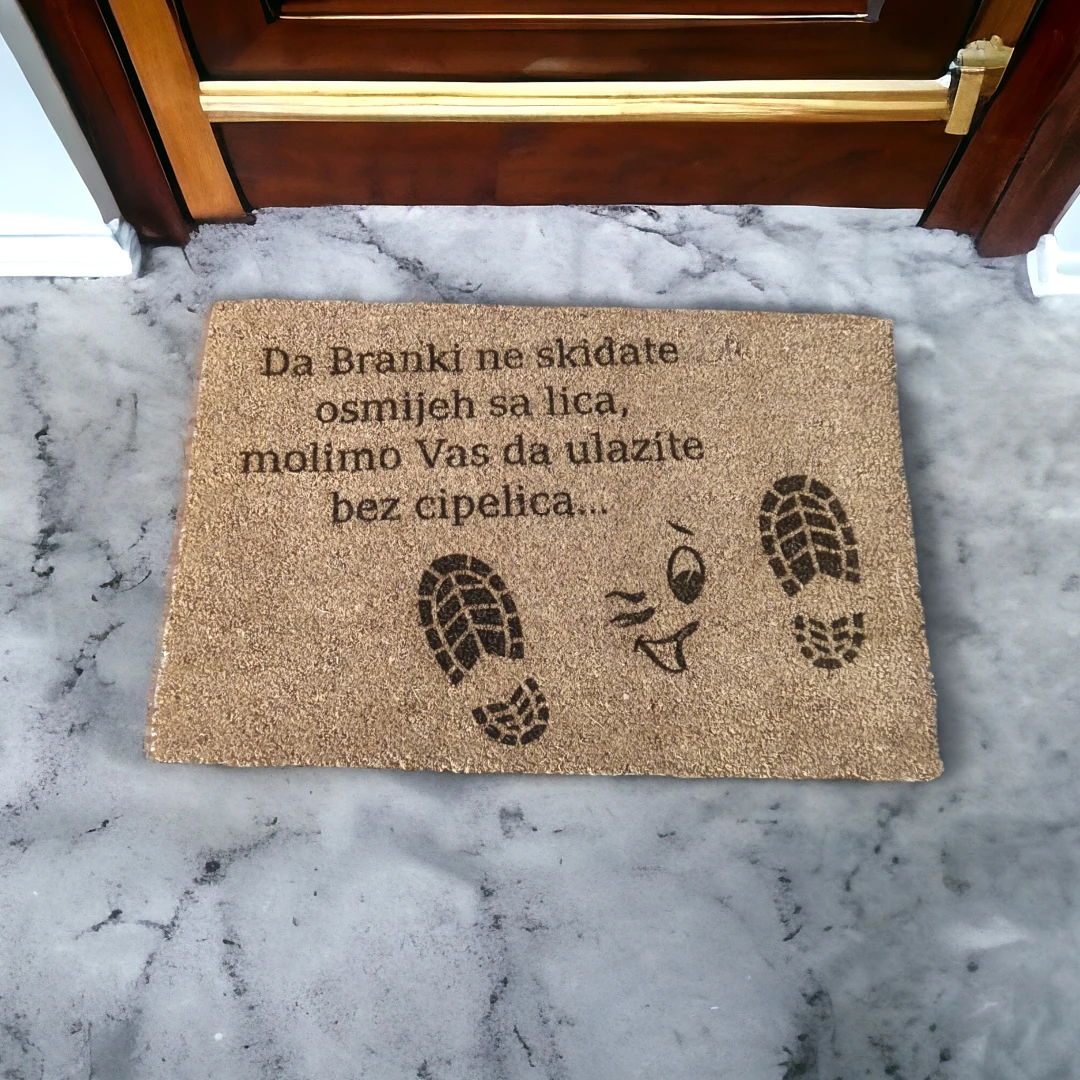 Da Branki ne skidate
osmijeh sa lica,
molimo Vas da ulazite
bez cipelica...